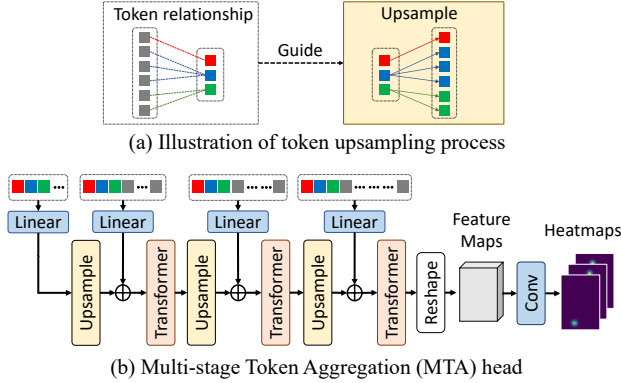 Token relationship
Guide
Upsample
(a) Illustration of token upsampling process
Linear
Linear
Linear
Linear
Upsample
Transformer
Upsample
Transformer
Upsample
Transformer
Reshape
Feature
Maps
Conv
Heatmaps
(b) Multi-stage Token Aggregation (MTA) head